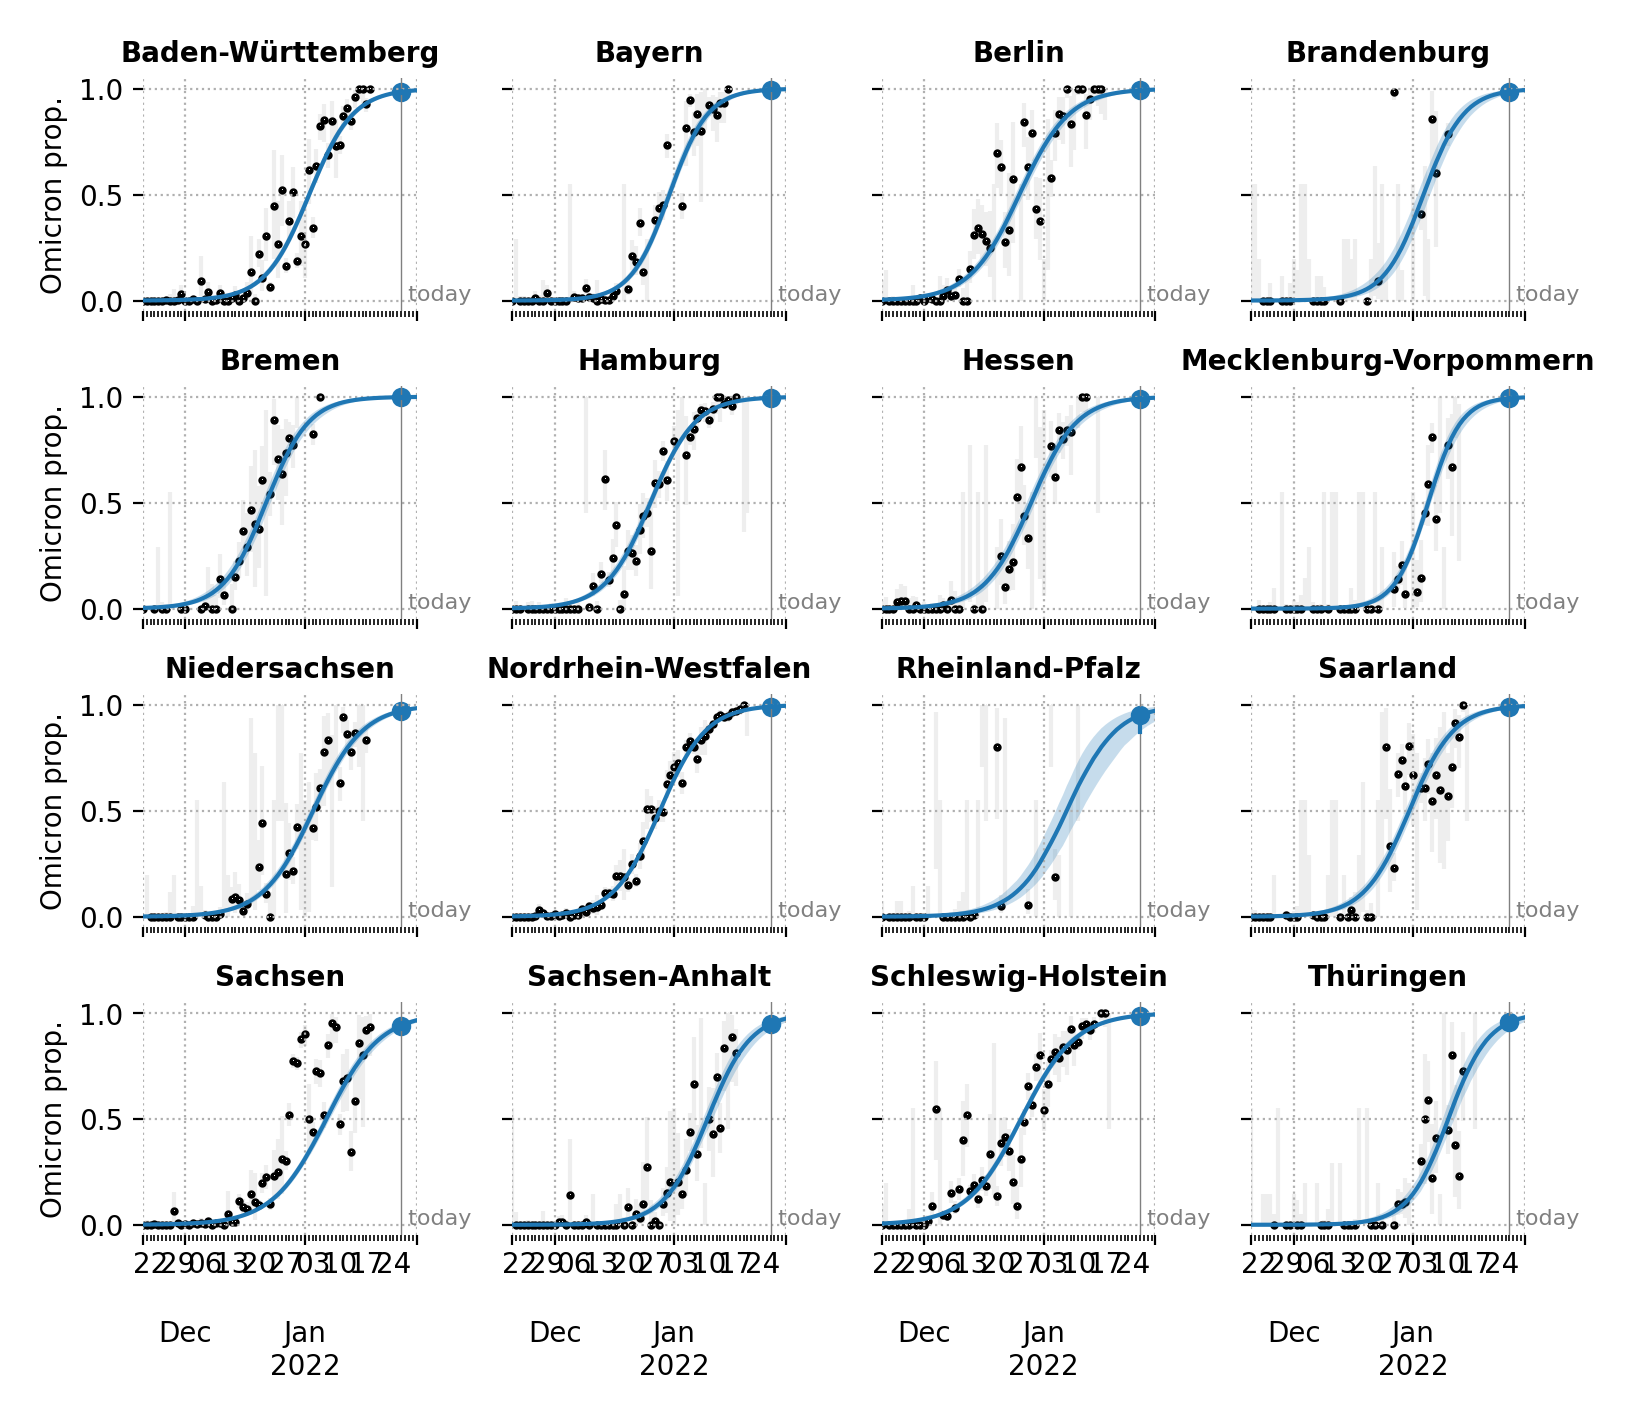 Baden-Württemberg Bayern Berlin Brandenburg
Omicron prop.
1.0
0.5
0.0
today today today today
Bremen Hamburg Hessen Mecklenburg-Vorpommern
Omicron prop.
1.0
0.5
0.0
today today today today
Niedersachsen Nordrhein-Westfalen Rheinland-Pfalz Saarland
Omicron prop.
1.0
0.5
0.0
today today today today
Sachsen Sachsen-Anhalt Schleswig-Holstein Thüringen
Omicron prop.
1.0
0.5
0.0
today today today today
22 29 06 13 20 27 03 10 17 24 22 29 06 13 20 27 03 10 17 24 22 29 06 13 20 27 03 10 17 24 22 29 06 13 20 27 03 10 17 24
Dec Jan Dec Jan Dec Jan Dec Jan
2022 2022 2022 2022